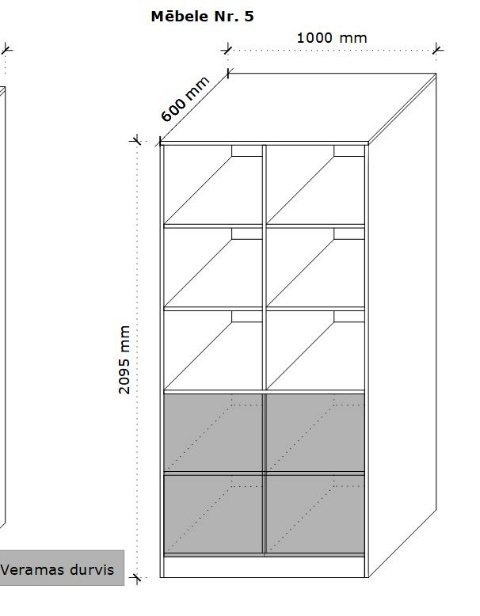 Mēbele Nr. 5
1000 mm
600 mm
2095 mm
Veramas durvis